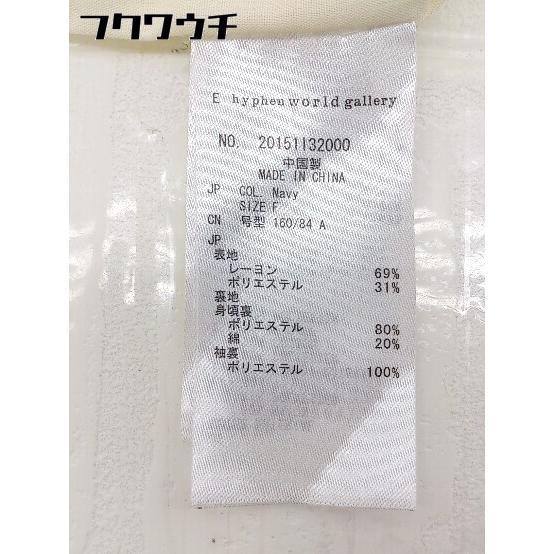 フクウウチ
E hyphen world gallery
NO. 20151132000
中国製
MADE IN CHINA
JP COL. Navy
SIZE F
CN 号型 160/84 A
JP
表地
レーヨン 69%
ポリエステル 31%
裏地
身頃裏
ポリエステル 80%
綿 20%
袖裏
ポリエステル 100%